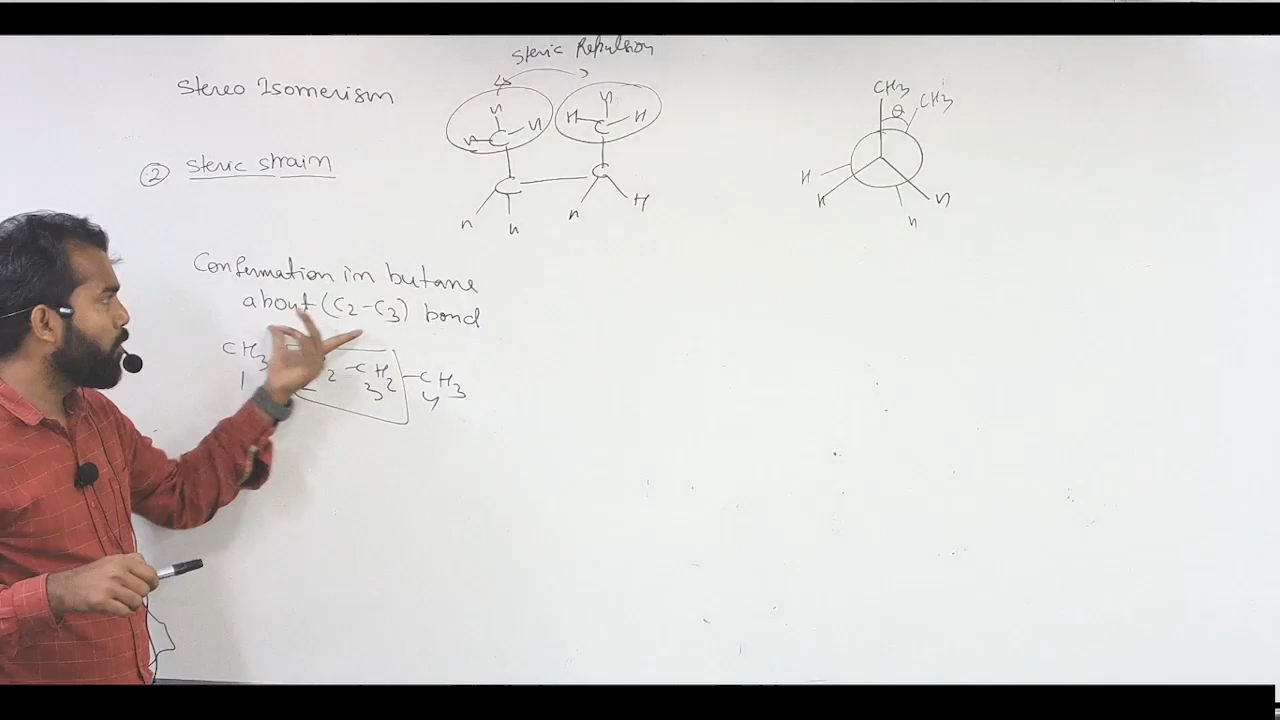 Steric Repulsion
Stereo Isomerism
② Steric strain
Conformation in butane
about (C2-C3) bond
CH3 2 -CH2 -CH3
1 3 4
H H H H
C C
C C
H H H H
CH3
CH3
θ
H
H H
H